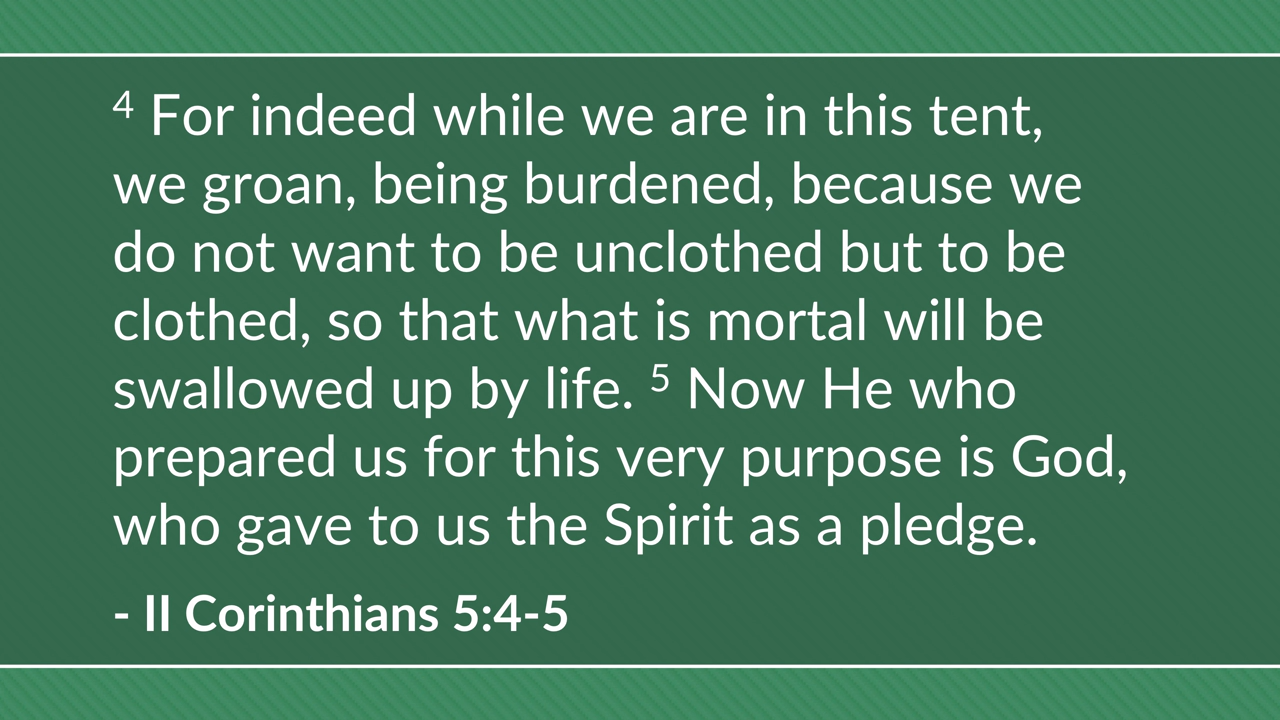 4 For indeed while we are in this tent,
we groan, being burdened, because we
do not want to be unclothed but to be
clothed, so that what is mortal will be
swallowed up by life. 5 Now He who
prepared us for this very purpose is God,
who gave to us the Spirit as a pledge.
- II Corinthians 5:4-5